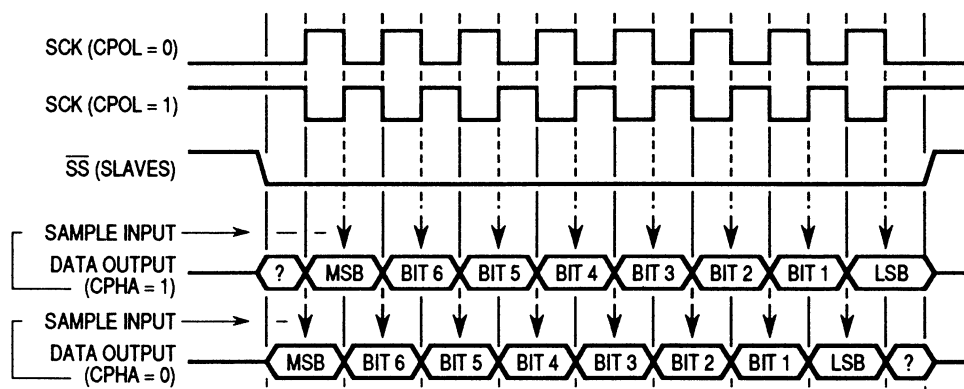 SCK (CPOL = 0)
SCK (CPOL = 1)
SS (SLAVES)
SAMPLE INPUT
DATA OUTPUT
(CPHA = 1)
? MSB BIT 6 BIT 5 BIT 4 BIT 3 BIT 2 BIT 1 LSB
SAMPLE INPUT
DATA OUTPUT
(CPHA = 0)
MSB BIT 6 BIT 5 BIT 4 BIT 3 BIT 2 BIT 1 LSB ?